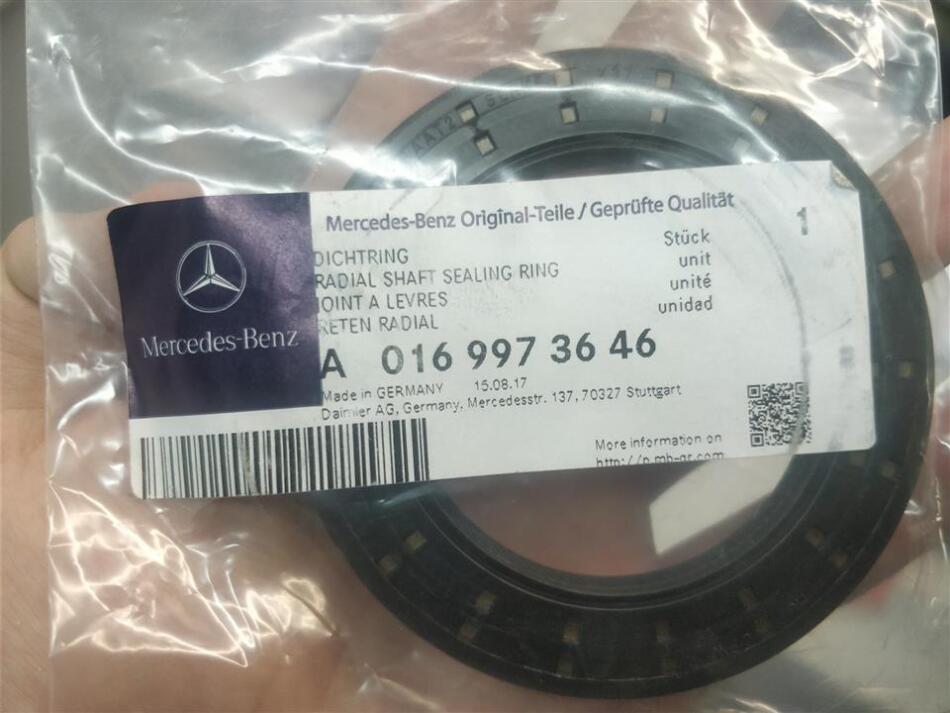 Mercedes-Benz Original-Teile / Geprüfte Qualität
DICHTRING
RADIAL SHAFT SEALING RING
JOINT A LEVRES
RETEN RADIAL
Stück
unit
unité
unidad
1
A 016 997 36 46
Made in GERMANY 15.08.17
Daimler AG, Germany, Mercedesstr. 137, 70327 Stuttgart
More information on
Mercedes-Benz